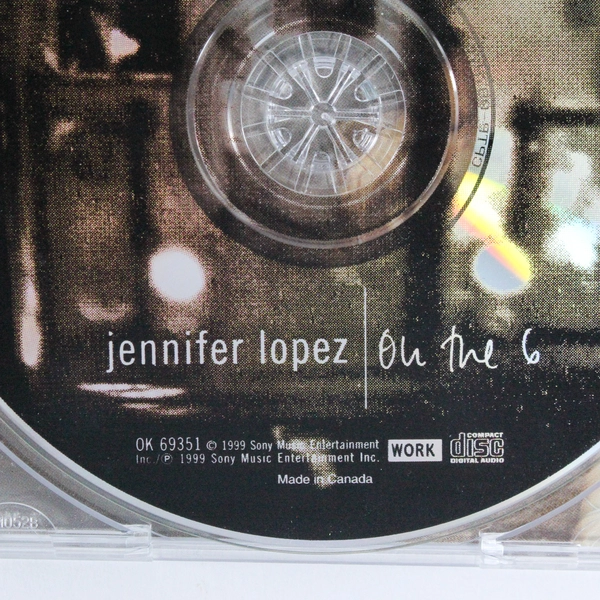 jennifer lopez On the 6
OK 69351 © 1999 Sony Music Entertainment
Inc./℗ 1999 Sony Music Entertainment Inc.
WORK
COMPACT
disc
DIGITAL AUDIO
Made in Canada